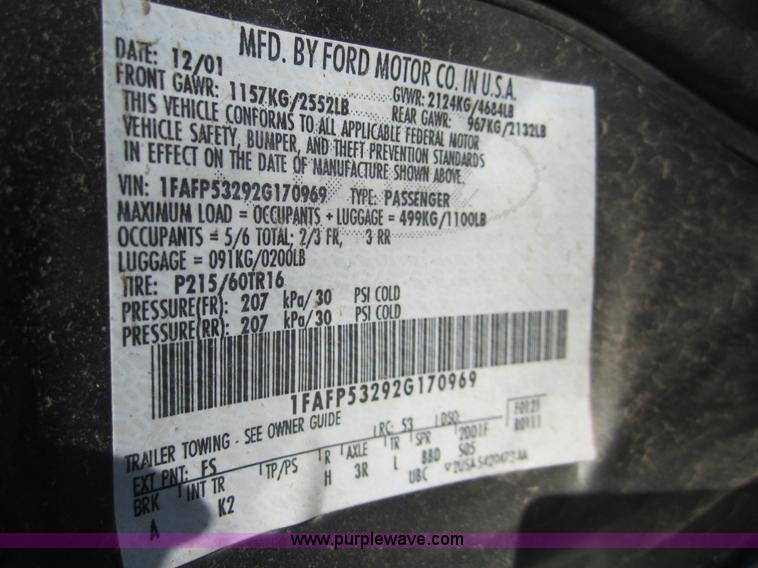 MFD. BY FORD MOTOR CO. IN U.S.A.
DATE: 12/01 GVWR: 2124KG/4684LB
FRONT GAWR: 1157KG/2552LB REAR GAWR: 967KG/2132LB
THIS VEHICLE CONFORMS TO ALL APPLICABLE FEDERAL MOTOR
VEHICLE SAFETY, BUMPER, AND THEFT PREVENTION STANDARDS
IN EFFECT ON THE DATE OF MANUFACTURE SHOWN ABOVE.
VIN: 1FAFP53292G170969 TYPE: PASSENGER
MAXIMUM LOAD = OCCUPANTS + LUGGAGE = 499KG/1100LB
OCCUPANTS = 5/6 TOTAL; 2/3 FR, 3 RR
LUGGAGE = 091KG/0200LB
TIRE: P215/60TR16
PRESSURE(FR): 207 kPa/30 PSI COLD
PRESSURE(RR): 207 kPa/30 PSI COLD
1FAFP53292G170969
TRAILER TOWING - SEE OWNER GUIDE
EXT PNT: FS RC: 53 DSO:
BRK INT TR TP/PS R AXLE TR SPR 2001F
A K2 H 3R L BBD S05
UBC
www.purplewave.com